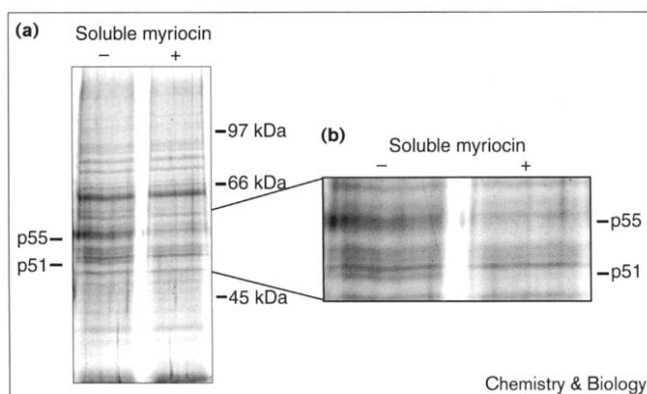 (a)
Soluble myriocin
– +
97 kDa
66 kDa
p55
p51
45 kDa
(b)
Soluble myriocin
– +
p55
p51
Chemistry & Biology